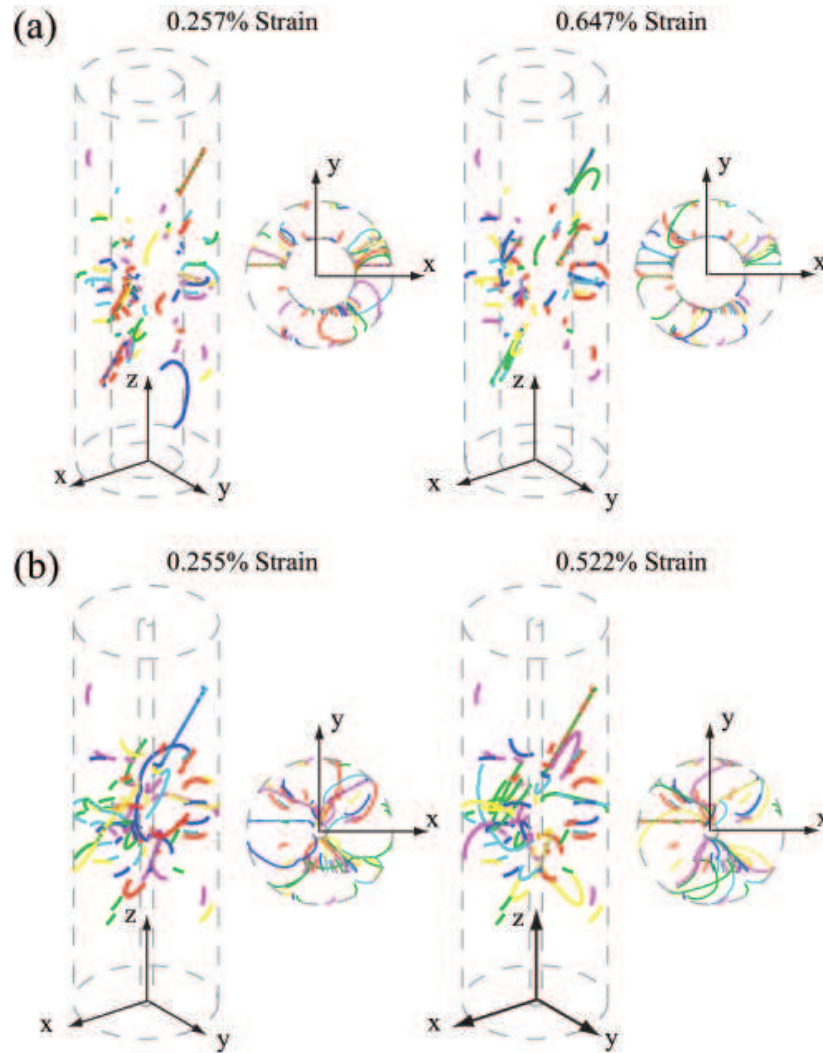 (a)
0.257% Strain
0.647% Strain
y
x
z
x
y
y
x
z
x
y
(b)
0.255% Strain
0.522% Strain
y
x
z
x
y
y
x
z
x
y